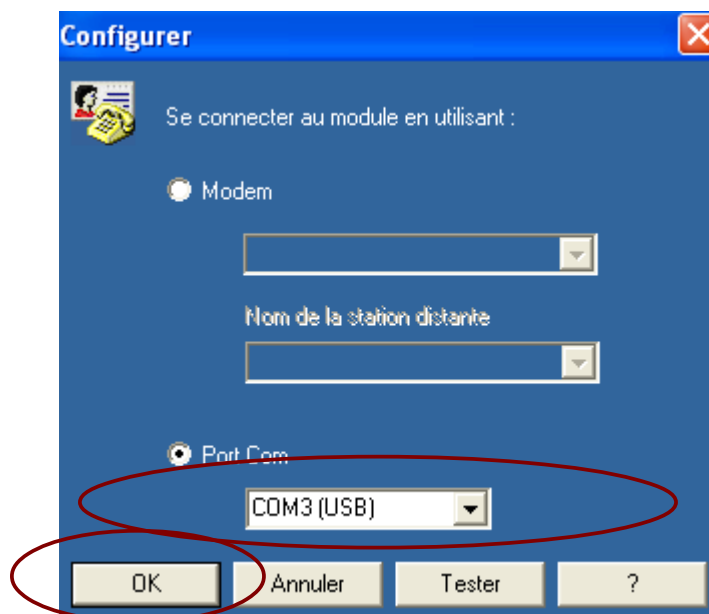 Configurer
Se connecter au module en utilisant :
Modem
Nom de la station distante
Port Com
COM3 (USB)
OK Annuler Tester ?